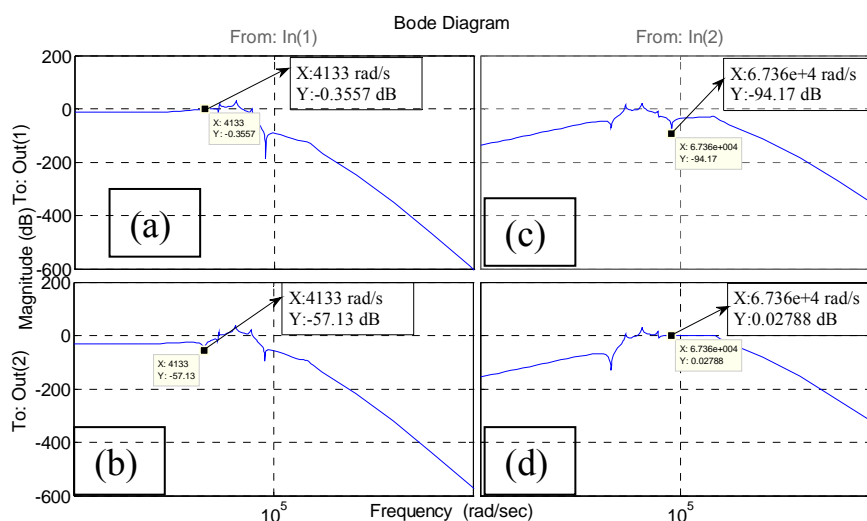 Bode Diagram
From: In(1)
From: In(2)
Magnitude (dB)
To: Out(1)
To: Out(2)
200
0
-200
-400
-600
X:4133 rad/s
Y:-0.3557 dB
X: 4133
Y: -0.3557
(a)
X:6.736e+4 rad/s
Y:-94.17 dB
X: 6.736e+004
Y: -94.17
(c)
200
0
-200
-400
-600
X:4133 rad/s
Y:-57.13 dB
X: 4133
Y: -57.13
(b)
X:6.736e+4 rad/s
Y:0.02788 dB
X: 6.736e+004
Y: 0.02788
(d)
10^5
10^5
Frequency (rad/sec)